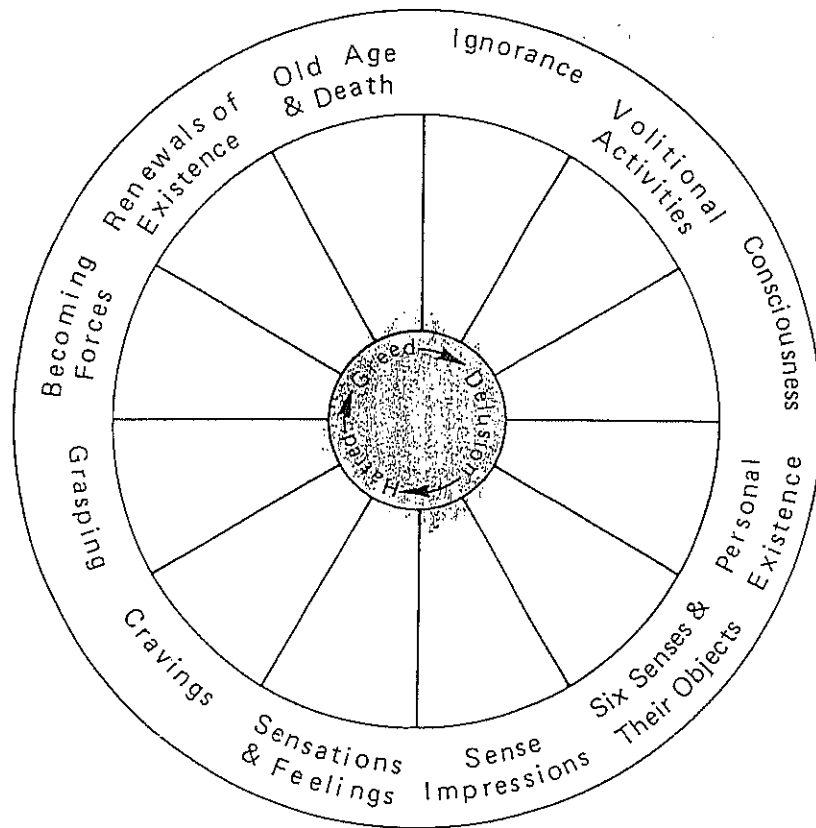 Ignorance
Volitional
Activities
Consciousness
Personal
Existence
Six Senses &
Their Objects
Sense
Impressions
Sensations
& Feelings
Cravings
Grasping
Becoming
Forces
Renewals of
Existence
Old Age
& Death
Greed
Delusion
Hatred